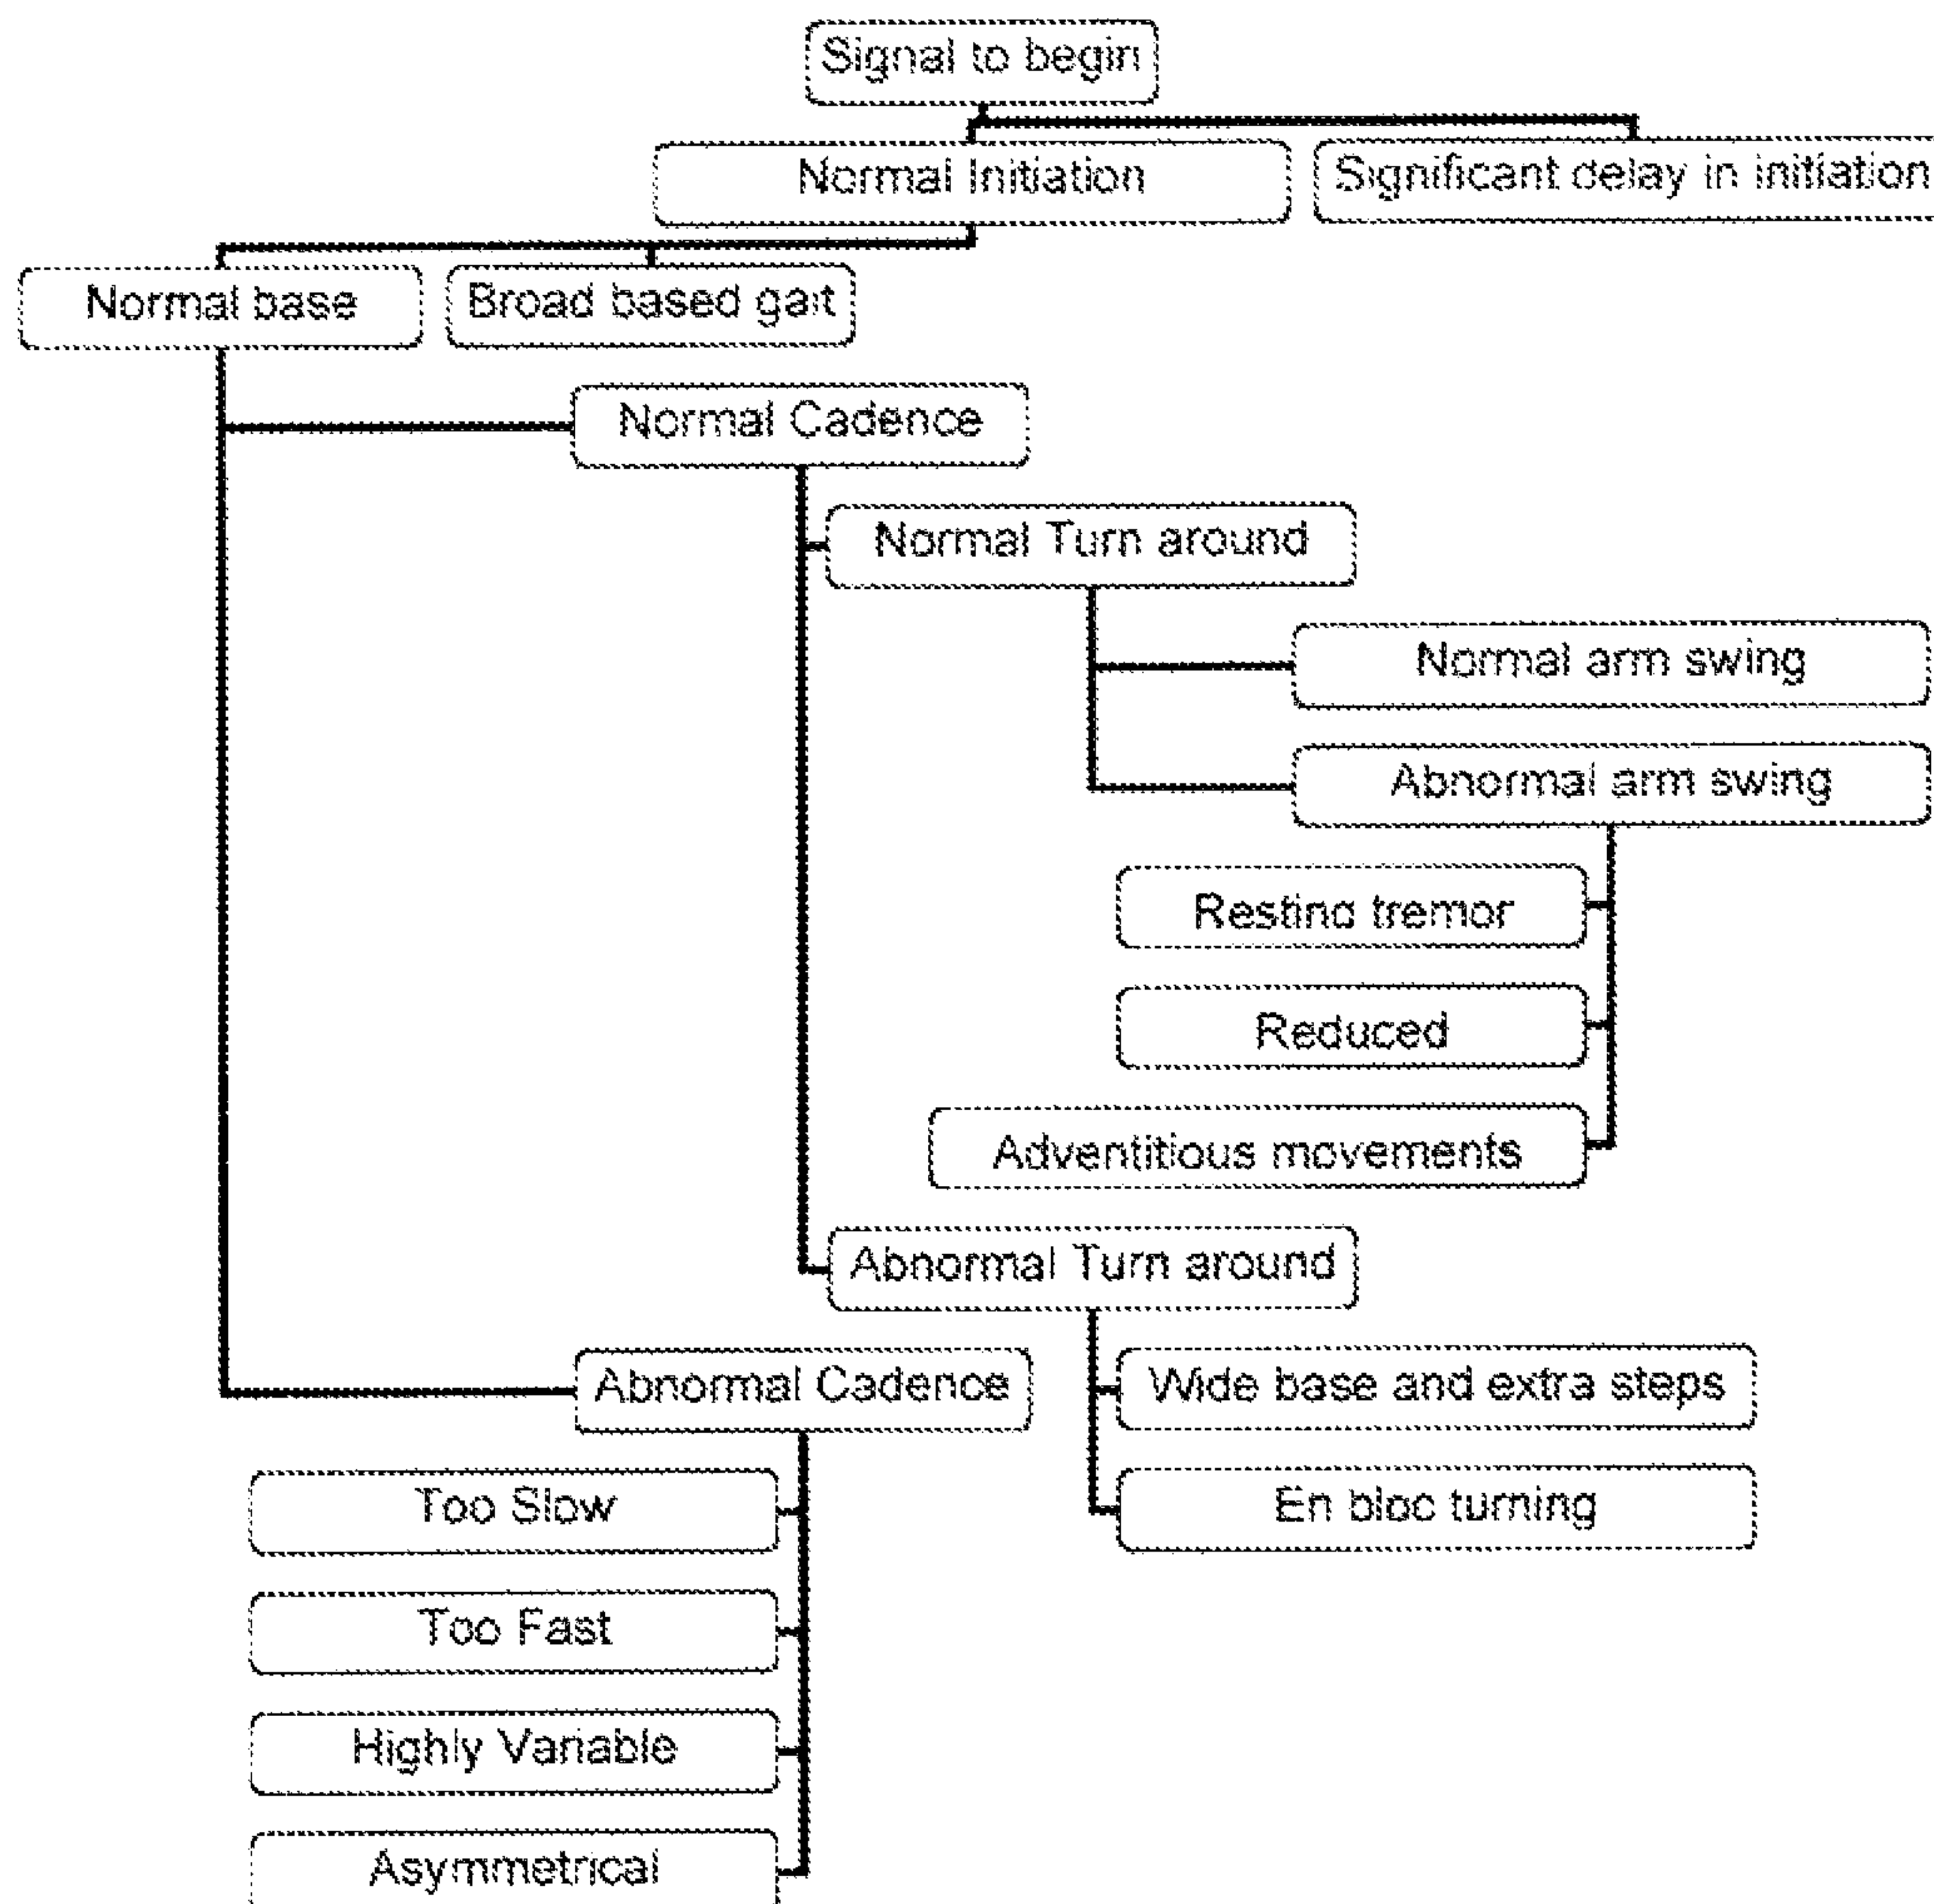 Signal to begin
Normal Initiation
Significant delay in initiation
Normal base
Broad based gait
Normal Cadence
Normal Turn around
Normal arm swing
Abnormal arm swing
Resting tremor
Reduced
Adventitious movements
Abnormal Turn around
Abnormal Cadence
Wide base and extra steps
Too Slow
En bloc turning
Too Fast
Highly Variable
Asymmetrical